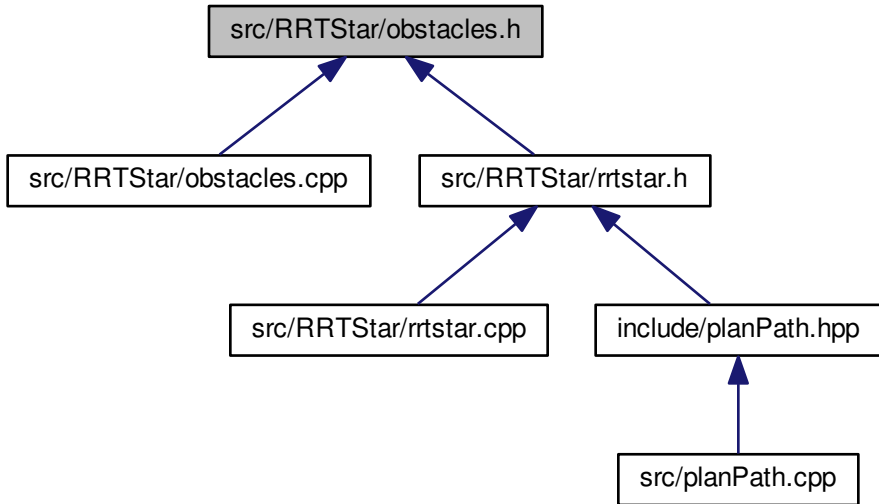 src/RRTStar/obstacles.h
src/RRTStar/obstacles.cpp
src/RRTStar/rrtstar.h
src/RRTStar/rrtstar.cpp
include/planPath.hpp
src/planPath.cpp